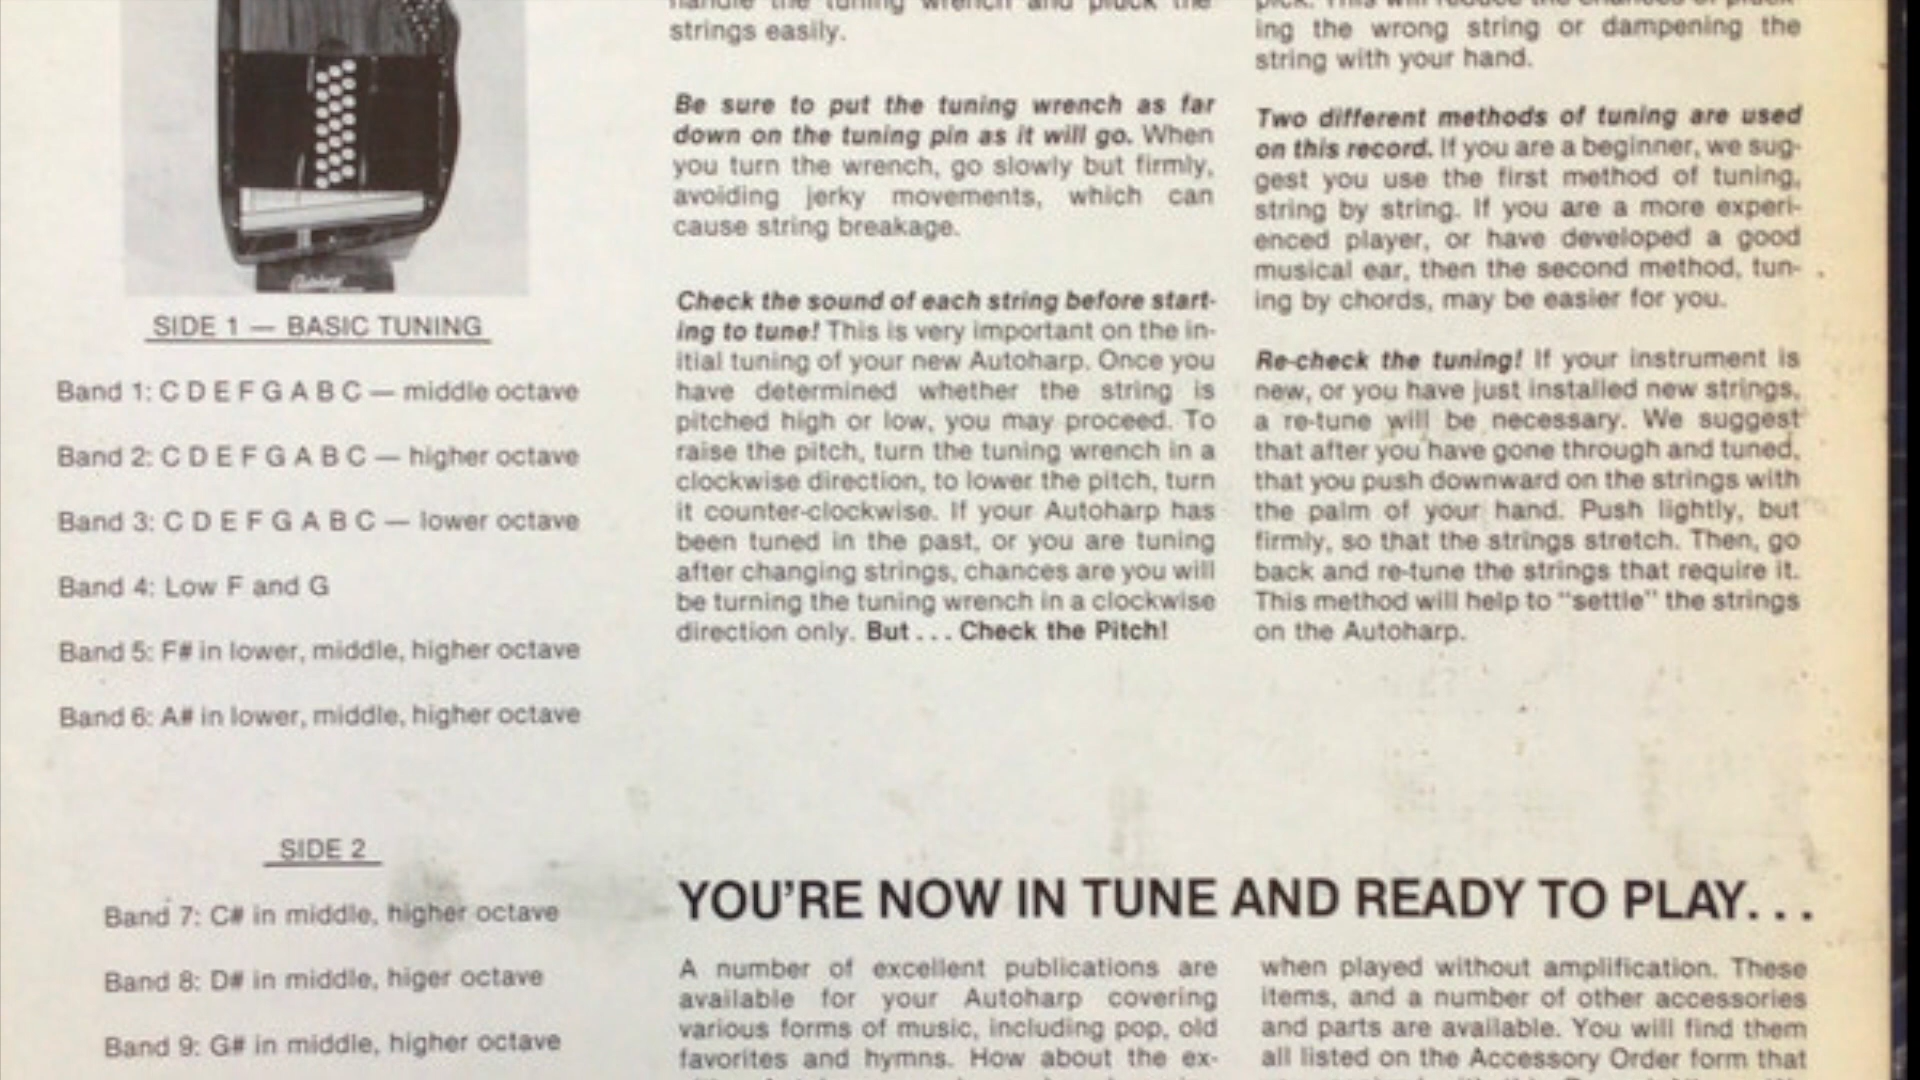 SIDE 1 — BASIC TUNING
Band 1: C D E F G A B C — middle octave
Band 2: C D E F G A B C — higher octave
Band 3: C D E F G A B C — lower octave
Band 4: Low F and G
Band 5: F# in lower, middle, higher octave
Band 6: A# in lower, middle, higher octave
SIDE 2
Band 7: C# in middle, higher octave
Band 8: D# in middle, higer octave
Band 9: G# in middle, higher octave
handle the tuning wrench and pluck the
strings easily.
Be sure to put the tuning wrench as far
down on the tuning pin as it will go. When
you turn the wrench, go slowly but firmly,
avoiding jerky movements, which can
cause string breakage.
Check the sound of each string before start-
ing to tune! This is very important on the in-
itial tuning of your new Autoharp. Once you
have determined whether the string is
pitched high or low, you may proceed. To
raise the pitch, turn the tuning wrench in a
clockwise direction, to lower the pitch, turn
it counter-clockwise. If your Autoharp has
been tuned in the past, or you are tuning
after changing strings, chances are you will
be turning the tuning wrench in a clockwise
direction only. But . . . Check the Pitch!
pick. This will reduce the chances of pluck-
ing the wrong string or dampening the
string with your hand.
Two different methods of tuning are used
on this record. If you are a beginner, we sug-
gest you use the first method of tuning,
string by string. If you are a more experi-
enced player, or have developed a good
musical ear, then the second method, tun-
ing by chords, may be easier for you.
Re-check the tuning! If your instrument is
new, or you have just installed new strings,
a re-tune will be necessary. We suggest
that after you have gone through and tuned,
that you push downward on the strings with
the palm of your hand. Push lightly, but
firmly, so that the strings stretch. Then, go
back and re-tune the strings that require it.
This method will help to "settle" the strings
on the Autoharp.
YOU'RE NOW IN TUNE AND READY TO PLAY. . .
A number of excellent publications are
available for your Autoharp covering
various forms of music, including pop, old
favorites and hymns. How about the ex-
when played without amplification. These
items, and a number of other accessories
and parts are available. You will find them
all listed on the Accessory Order form that